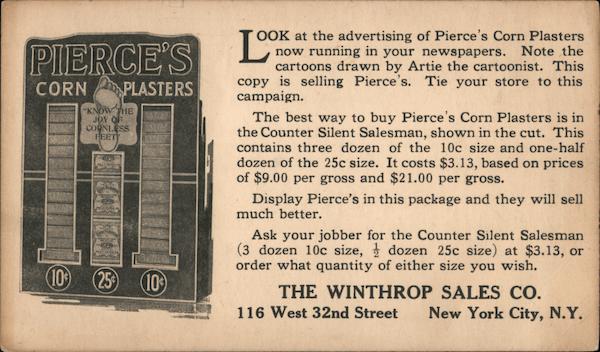 PIERCE'S
CORN PLASTERS
"KNOW THE
JOY OF
CORNLESS
FEET"
10¢ 25¢ 10¢
LOOK at the advertising of Pierce's Corn Plasters
now running in your newspapers. Note the
cartoons drawn by Artie the cartoonist. This
copy is selling Pierce's. Tie your store to this
campaign.
The best way to buy Pierce's Corn Plasters is in
the Counter Silent Salesman, shown in the cut. This
contains three dozen of the 10c size and one-half
dozen of the 25c size. It costs $3.13, based on prices
of $9.00 per gross and $21.00 per gross.
Display Pierce's in this package and they will sell
much better.
Ask your jobber for the Counter Silent Salesman
(3 dozen 10c size, ½ dozen 25c size) at $3.13, or
order what quantity of either size you wish.
THE WINTHROP SALES CO.
116 West 32nd Street New York City, N.Y.